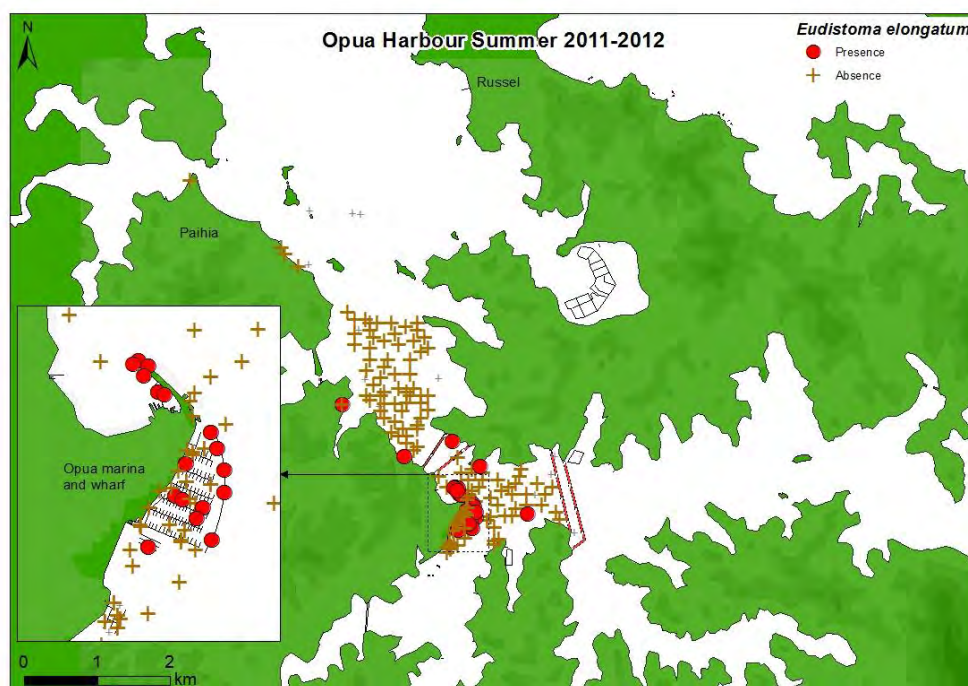 N
Opua Harbour Summer 2011-2012
Eudistoma elongatum
Presence
Absence
Russel
Paihia
Opua marina
and wharf
0 1 2
km